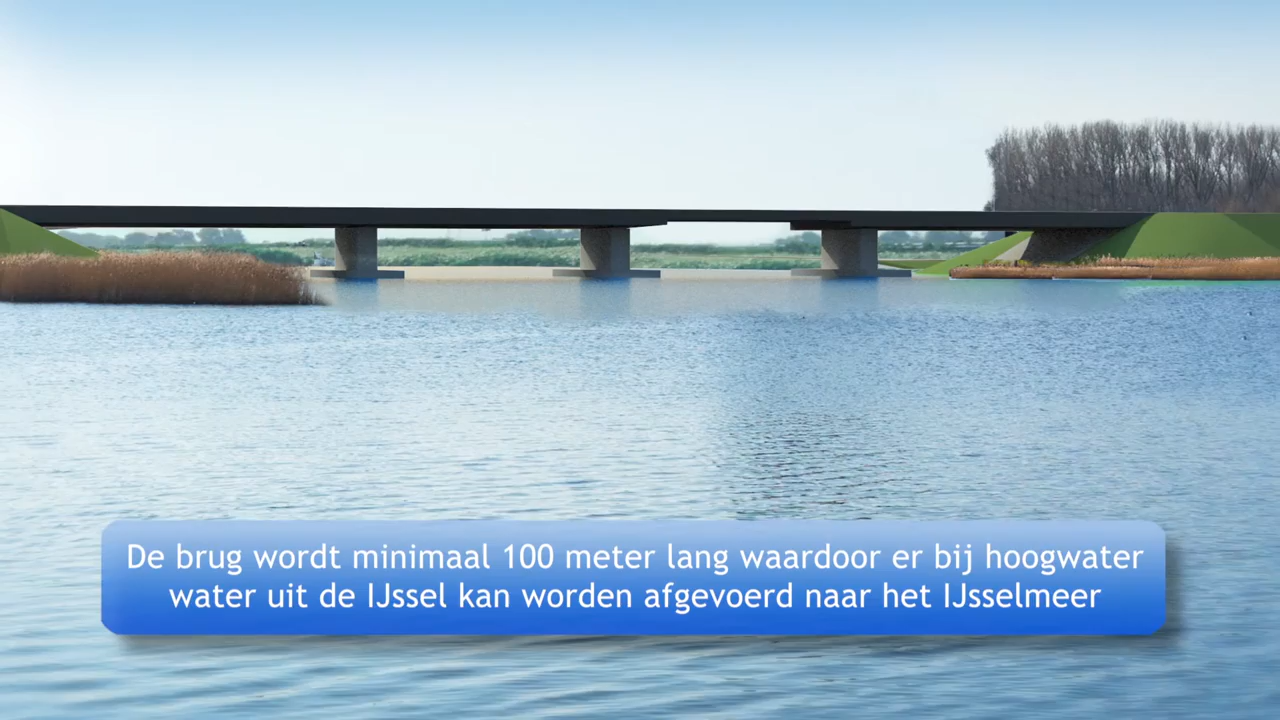 De brug wordt minimaal 100 meter lang waardoor er bij hoogwater
water uit de IJssel kan worden afgevoerd naar het IJsselmeer